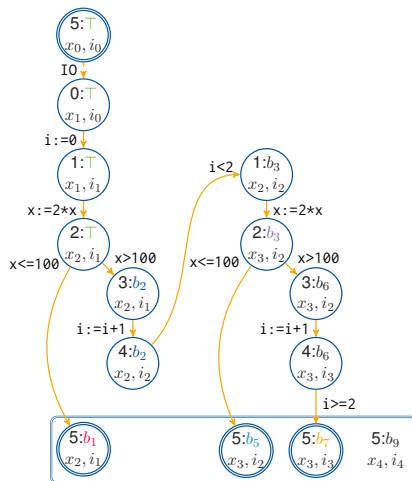 5:⊤
x₀, i₀
IO
0:⊤
x₁, i₀
i:=0
1:⊤
x₁, i₁
x:=2*x
2:⊤
x₂, i₁
x<=100
x>100
3:b₂
x₂, i₁
i:=i+1
4:b₂
x₂, i₂
i<2
1:b₃
x₂, i₂
x:=2*x
2:b₃
x₃, i₂
x<=100
x>100
3:b₆
x₃, i₂
i:=i+1
4:b₆
x₃, i₃
i>=2
5:b₁
x₂, i₁
5:b₅
x₃, i₂
5:b₇
x₃, i₃
5:b₉
x₄, i₄